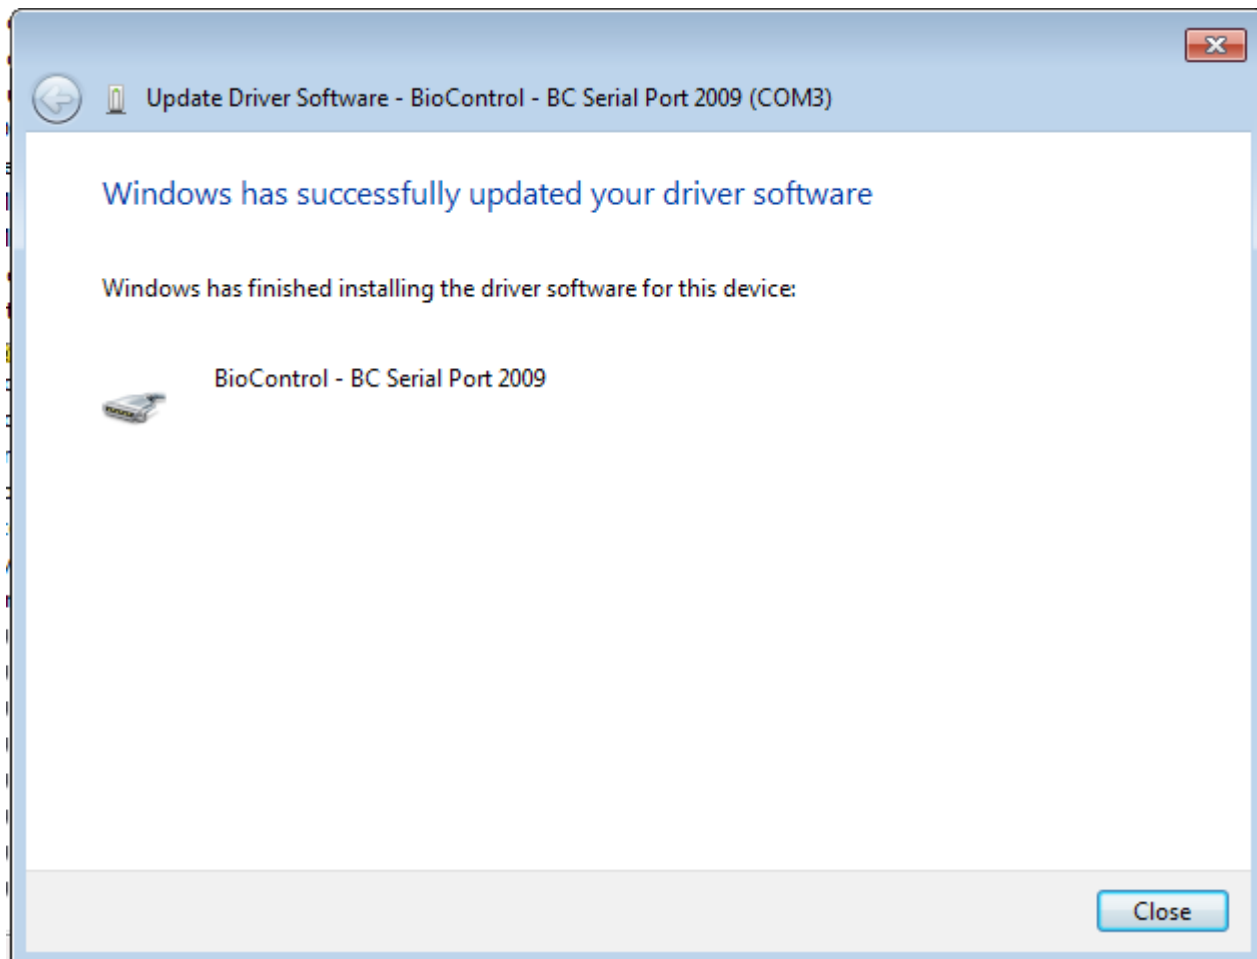 Update Driver Software - BioControl - BC Serial Port 2009 (COM3)
Windows has successfully updated your driver software
Windows has finished installing the driver software for this device:
BioControl - BC Serial Port 2009
Close